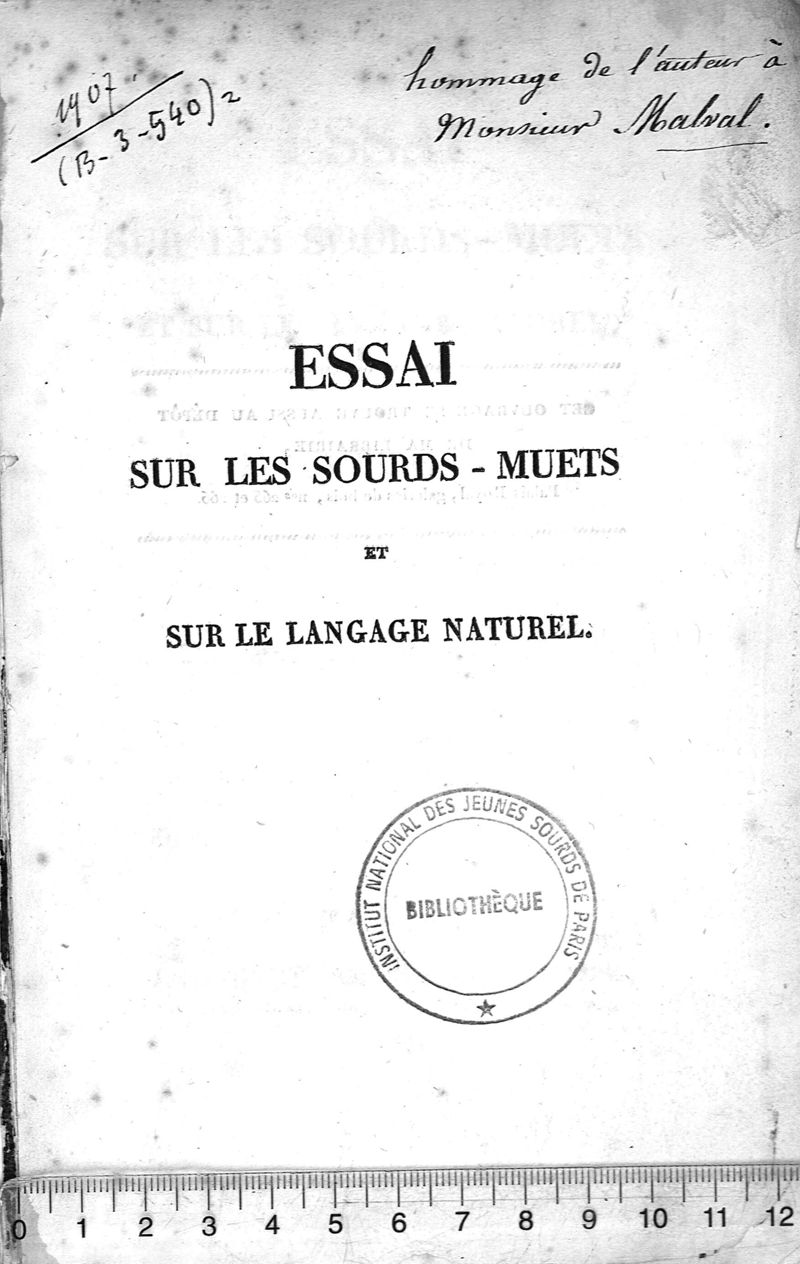 hommage de l'auteur à
Monsieur Malval.
1907.
(B-3-540)2
ESSAI
SUR LES SOURDS-MUETS
ET
SUR LE LANGAGE NATUREL.
INSTITUT NATIONAL DES JEUNES SOURDS DE PARIS
BIBLIOTHÈQUE
0 1 2 3 4 5 6 7 8 9 10 11 12